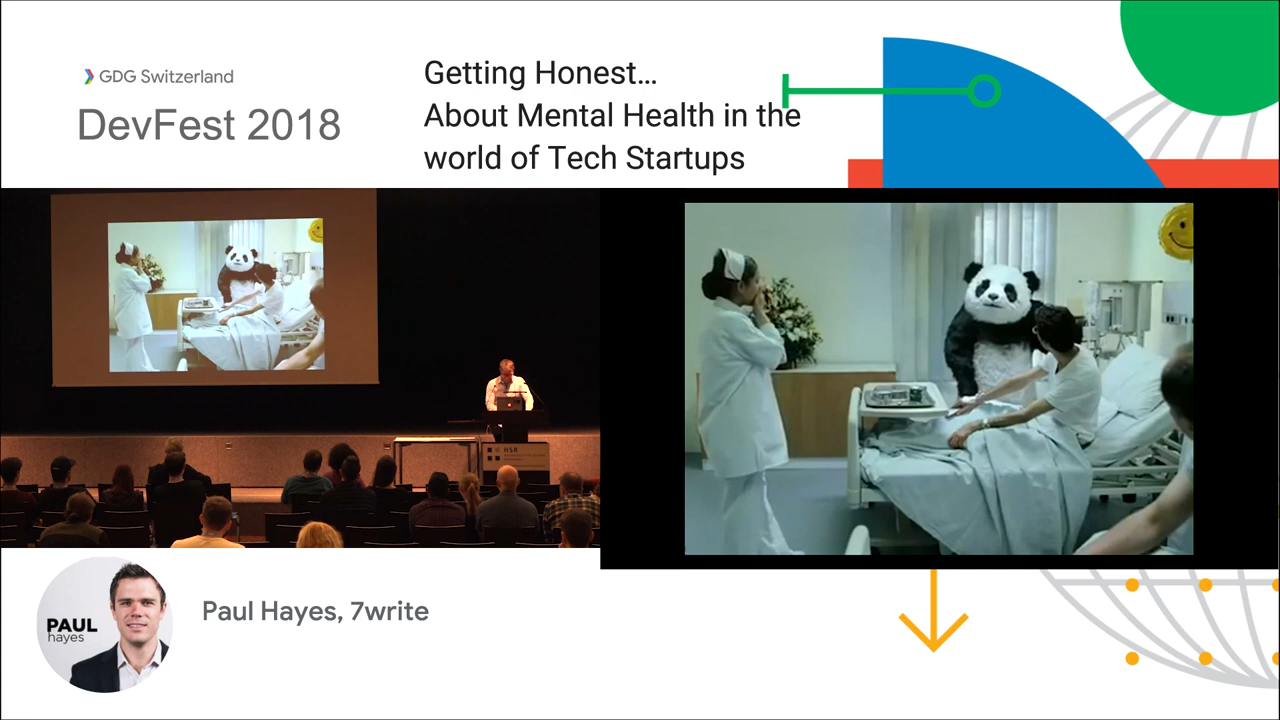 GDG Switzerland
DevFest 2018
Getting Honest...
About Mental Health in the
world of Tech Startups
HSR
PAUL
hayes
Paul Hayes, 7write